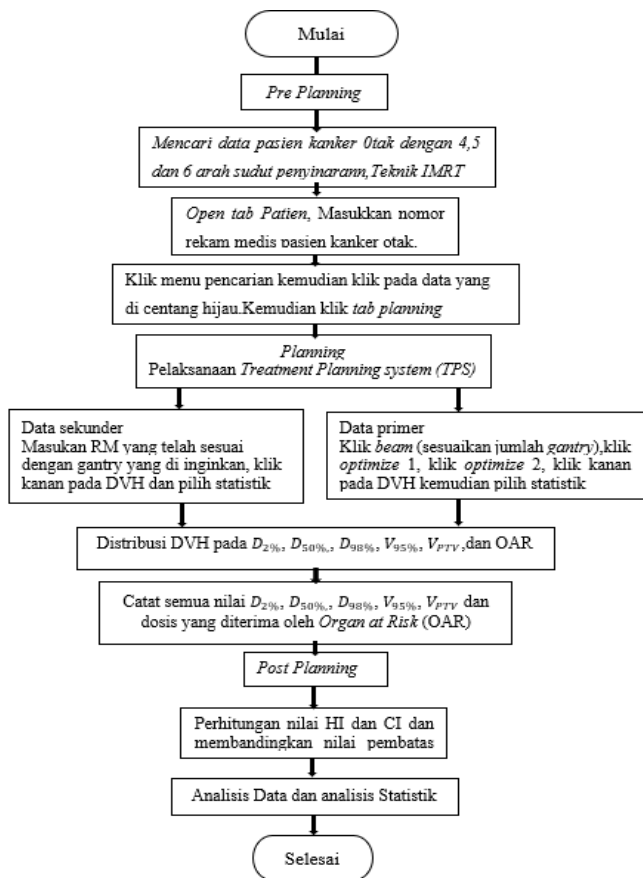 Mulai
Pre Planning
Mencari data pasien kanker 0tak dengan 4,5
dan 6 arah sudut penyinarann,Teknik IMRT
Open tab Patien, Masukkan nomor
rekam medis pasien kanker otak.
Klik menu pencarian kemudian klik pada data yang
di centang hijau.Kemudian klik tab planning
Planning
Pelaksanaan Treatment Planning system (TPS)
Data sekunder
Masukan RM yang telah sesuai
dengan gantry yang di inginkan, klik
kanan pada DVH dan pilih statistik
Data primer
Klik beam (sesuaikan jumlah gantry),klik
optimize 1, klik optimize 2, klik kanan
pada DVH kemudian pilih statistik
Distribusi DVH pada D2%, D50%,, D98%, V95%, VPTV,dan OAR
Catat semua nilai D2%, D50%,, D98%, V95%, VPTV dan
dosis yang diterima oleh Organ at Risk (OAR)
Post Planning
Perhitungan nilai HI dan CI dan
membandingkan nilai pembatas
Analisis Data dan analisis Statistik
Selesai